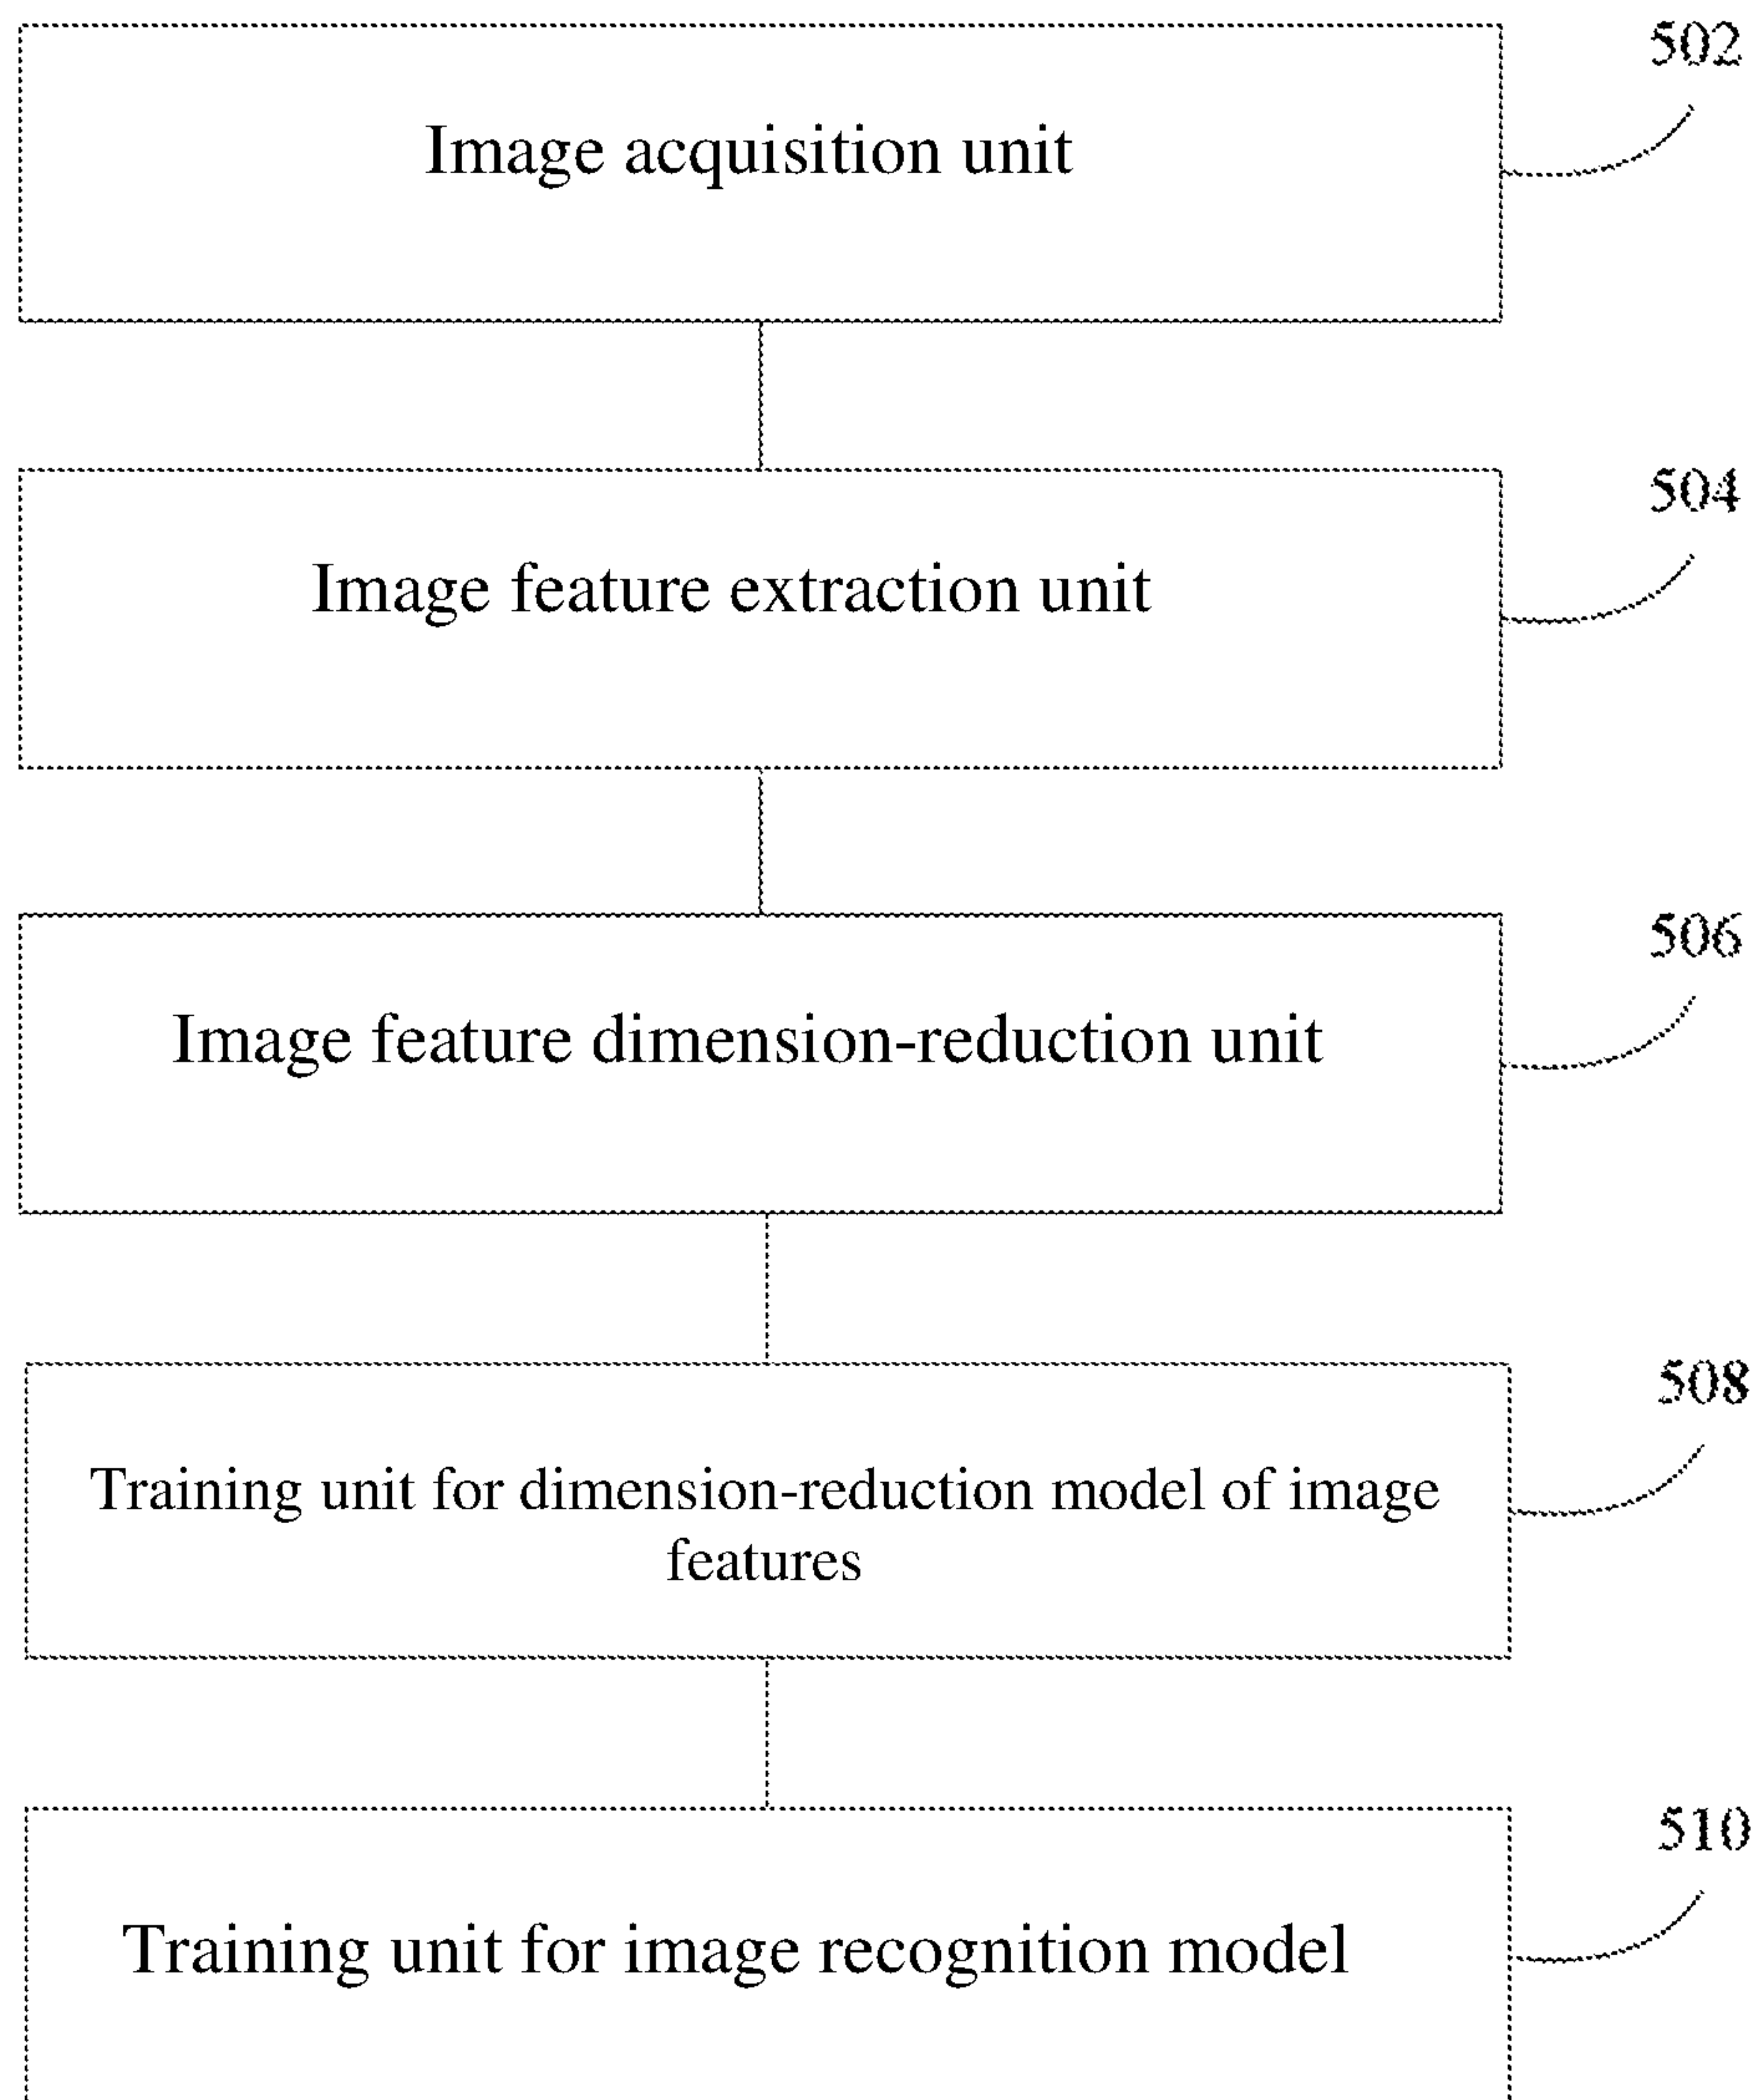 502
Image acquisition unit
504
Image feature extraction unit
506
Image feature dimension-reduction unit
508
Training unit for dimension-reduction model of image
features
510
Training unit for image recognition model